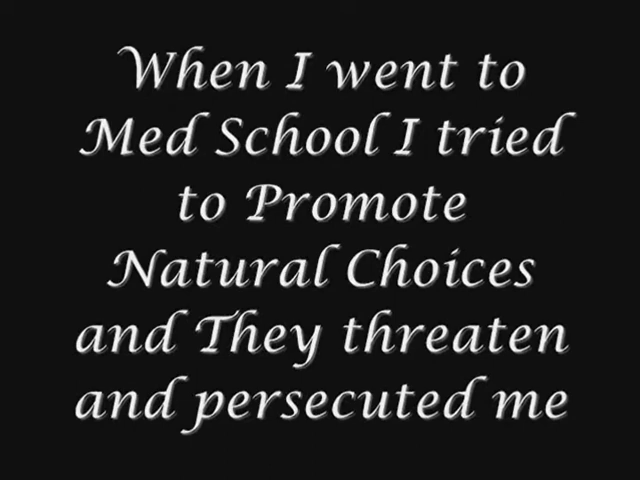 When I went to
Med School I tried
to Promote
Natural Choices
and They threaten
and persecuted me